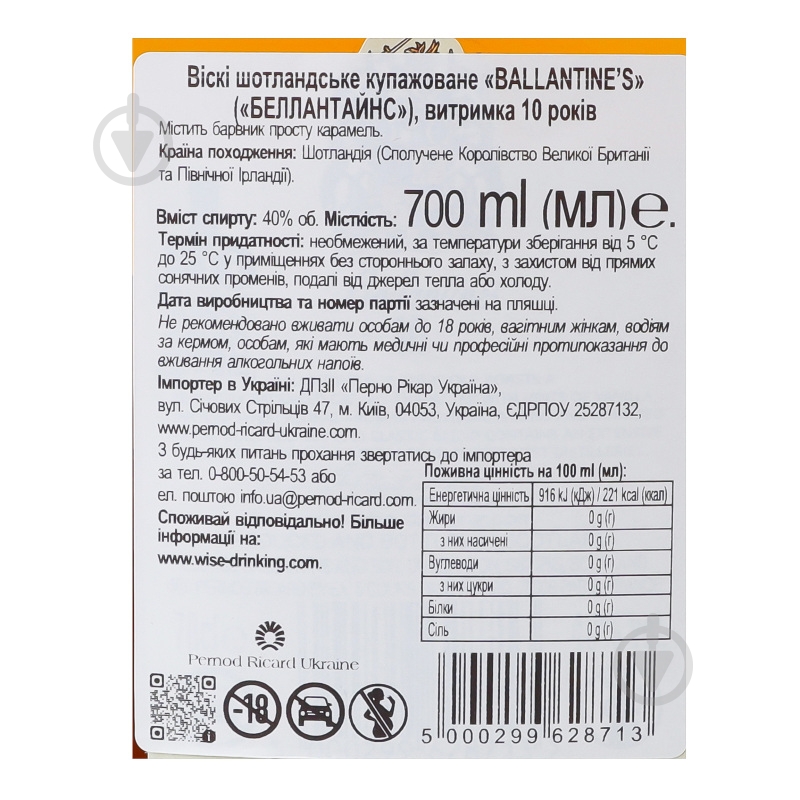 Віскі шотландське купажоване «BALLANTINE'S»
(«БЕЛЛАНТАЙНС»), витримка 10 років
Містить барвник просту карамель.
Країна походження: Шотландія (Сполучене Королівство Великої Британії
та Північної Ірландії).
Вміст спирту: 40% об. Місткість: 700 ml (МЛ)℮.
Термін придатності: необмежений, за температури зберігання від 5 °C
до 25 °C у приміщеннях без стороннього запаху, з захистом від прямих
сонячних променів, подалі від джерел тепла або холоду.
Дата виробництва та номер партії зазначені на пляшці.
Не рекомендовано вживати особам до 18 років, вагітним жінкам, водіям
за кермом, особам, які мають медичні чи професійні протипоказання до
вживання алкогольних напоїв.
Імпортер в Україні: ДПзІІ «Перно Рікар Україна»,
вул. Січових Стрільців 47, м. Київ, 04053, Україна, ЄДРПОУ 25287132,
www.pernod-ricard-ukraine.com.
З будь-яких питань прохання звертатись до імпортера
за тел. 0-800-50-54-53 або
ел. поштою info.ua@pernod-ricard.com.
Споживай відповідально! Більше
інформації на:
www.wise-drinking.com.
Поживна цінність на 100 ml (мл):
Енергетична цінність 916 kJ (кДж) / 221 kcal (ккал)
Жири 0 g (г)
з них насичені 0 g (г)
Вуглеводи 0 g (г)
з них цукри 0 g (г)
Білки 0 g (г)
Сіль 0 g (г)
Pernod Ricard Ukraine
-18
5 000299 628713